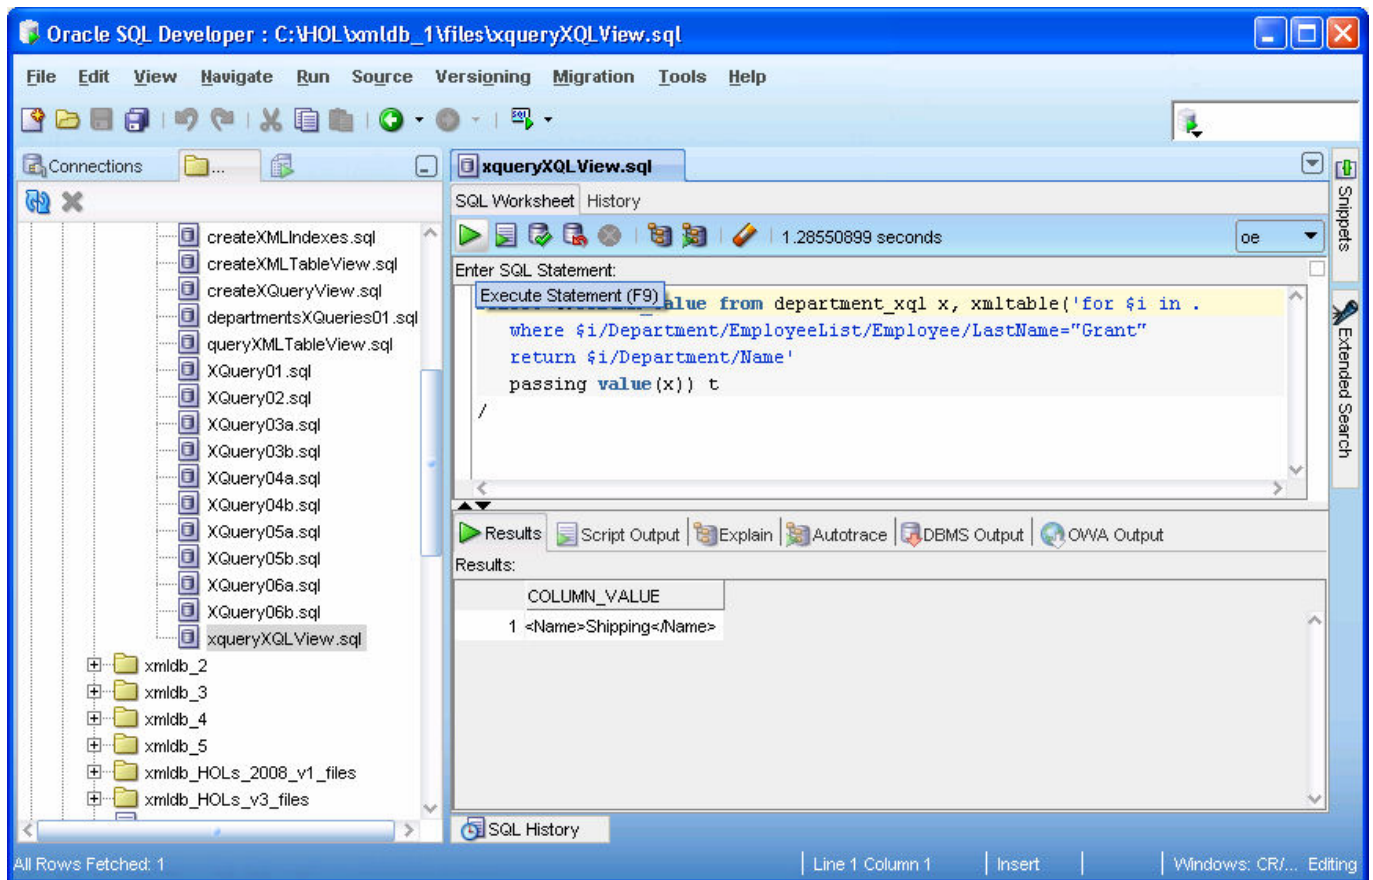 Oracle SQL Developer : C:\HOL\xmldb_1\files\xqueryXQLView.sql
File Edit View Navigate Run Source Versioning Migration Tools Help
Connections
...
xqueryXQLView.sql
SQL Worksheet History
1.28550899 seconds
oe
Enter SQL Statement:
Execute Statement (F9)
value from department_xql x, xmltable('for $i in .
where $i/Department/EmployeeList/Employee/LastName="Grant"
return $i/Department/Name'
passing value(x)) t
/
createXMLIndexes.sql
createXMLTableView.sql
createXQueryView.sql
departmentsXQueries01.sql
queryXMLTableView.sql
XQuery01.sql
XQuery02.sql
XQuery03a.sql
XQuery03b.sql
XQuery04a.sql
XQuery04b.sql
XQuery05a.sql
XQuery05b.sql
XQuery06a.sql
XQuery06b.sql
xqueryXQLView.sql
xmldb_2
xmldb_3
xmldb_4
xmldb_5
xmldb_HOLs_2008_v1_files
xmldb_HOLs_v3_files
Results Script Output Explain Autotrace DBMS Output OWA Output
Results:
COLUMN_VALUE
1 <Name>Shipping</Name>
Snippets
Extended Search
SQL History
All Rows Fetched: 1
Line 1 Column 1
Insert
Windows: CR/... Editing